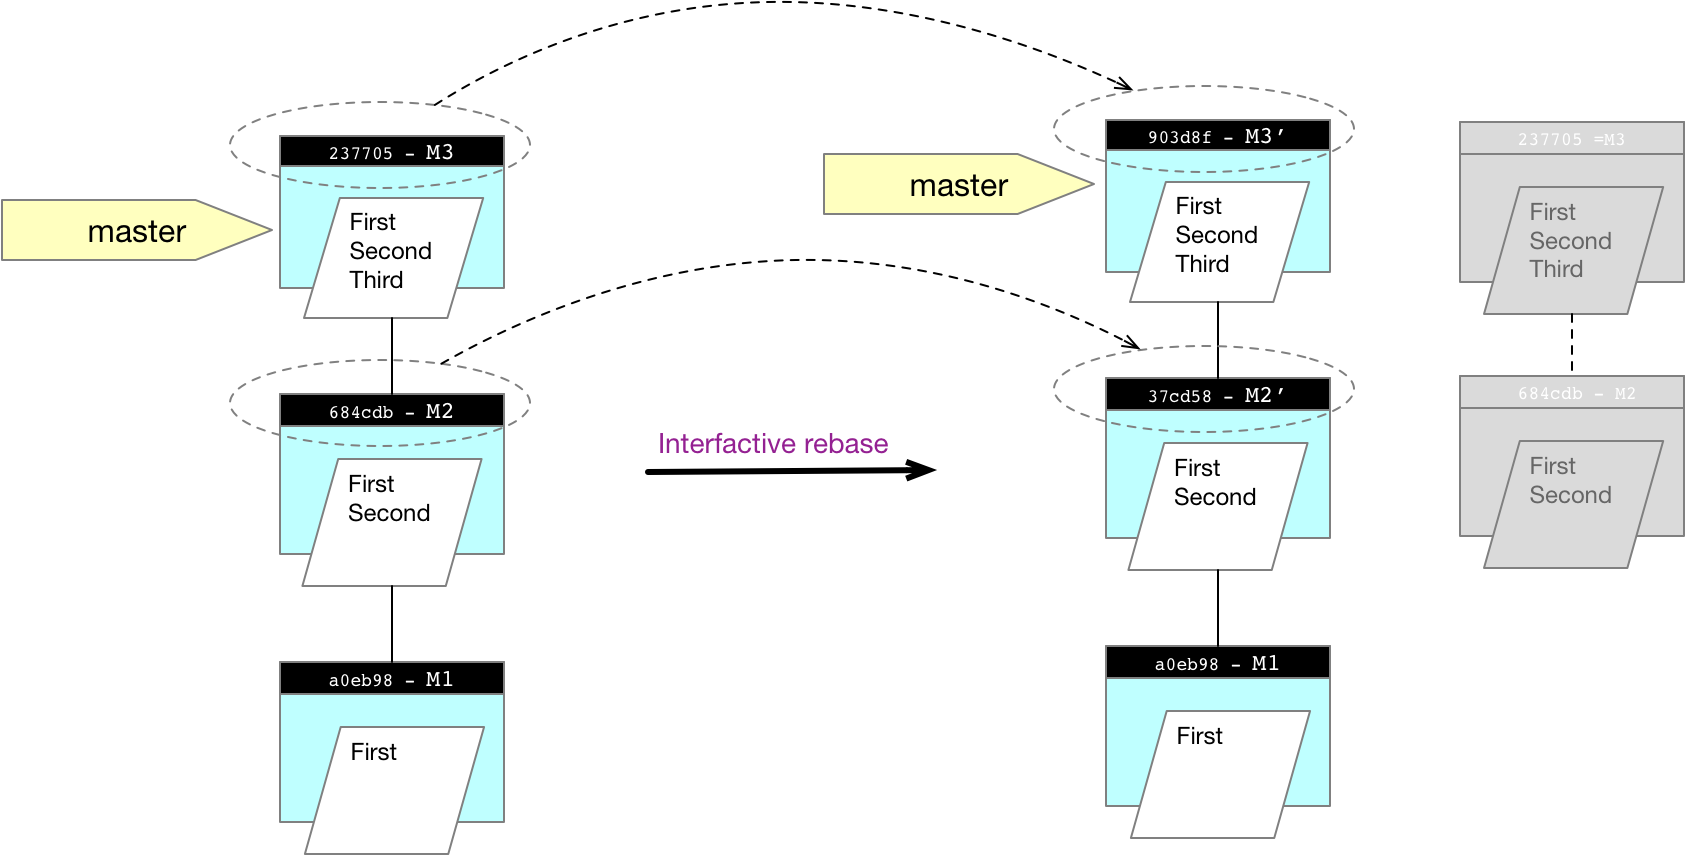 237705 - M3
master
First
Second
Third
684cdb - M2
First
Second
a0eb98 - M1
First
Interfactive rebase
903d8f - M3’
master
First
Second
Third
37cd58 - M2’
First
Second
a0eb98 - M1
First
237705 =M3
First
Second
Third
684cdb - M2
First
Second